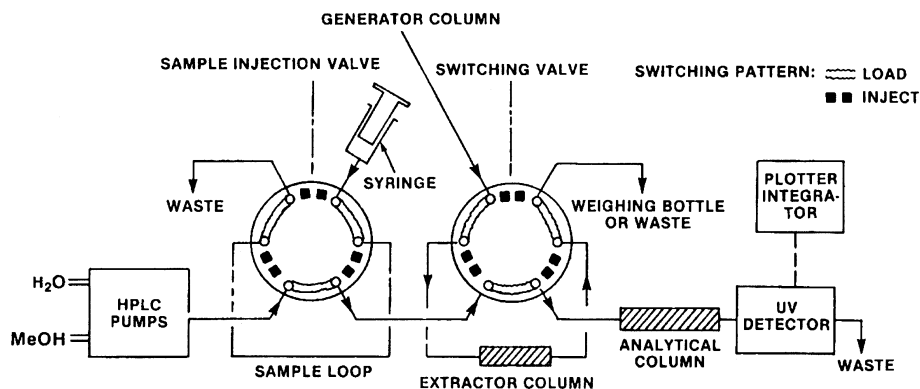 GENERATOR COLUMN
SAMPLE INJECTION VALVE
SWITCHING VALVE
SWITCHING PATTERN: LOAD
INJECT
SYRINGE
WASTE
WEIGHING BOTTLE
OR WASTE
PLOTTER
INTEGRA-
TOR
H₂O
MeOH
HPLC
PUMPS
SAMPLE LOOP
EXTRACTOR COLUMN
ANALYTICAL
COLUMN
UV
DETECTOR
WASTE